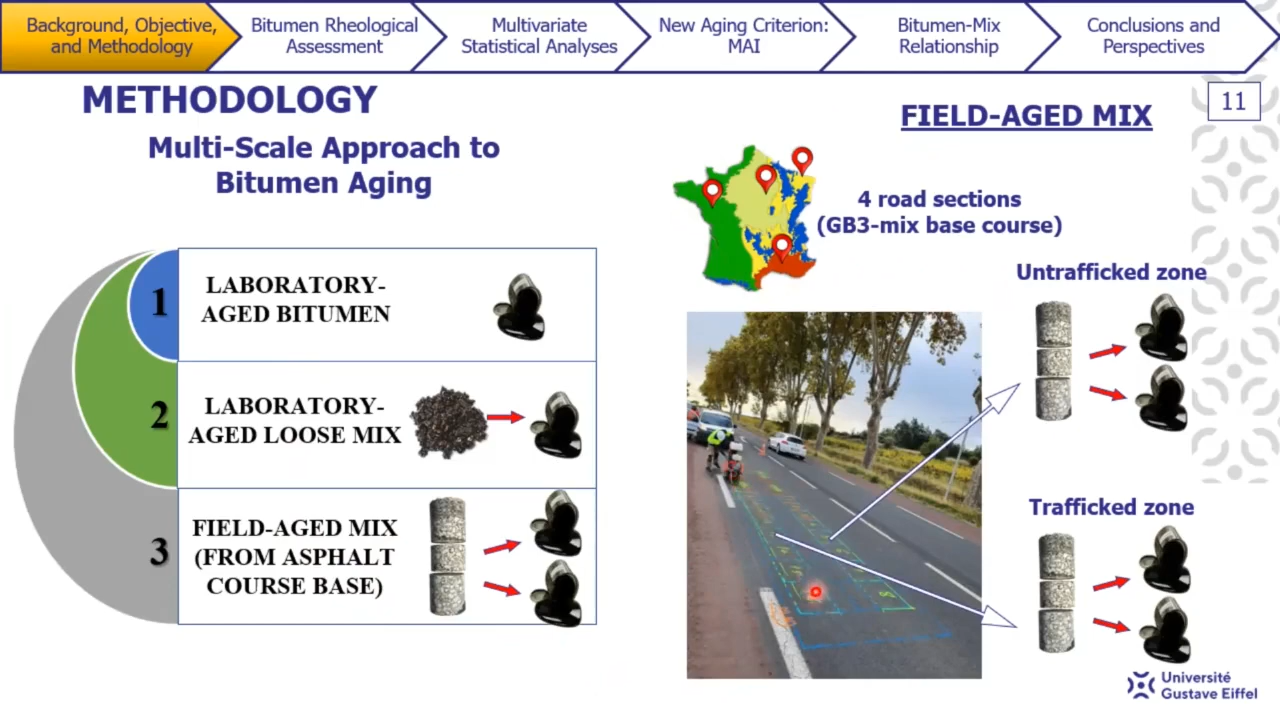 Background, Objective,
and Methodology
Bitumen Rheological
Assessment
Multivariate
Statistical Analyses
New Aging Criterion:
MAI
Bitumen-Mix
Relationship
Conclusions and
Perspectives
METHODOLOGY
11
Multi-Scale Approach to
Bitumen Aging
1
LABORATORY-
AGED BITUMEN
2
LABORATORY-
AGED LOOSE MIX
3
FIELD-AGED MIX
(FROM ASPHALT
COURSE BASE)
FIELD-AGED MIX
4 road sections
(GB3-mix base course)
Untrafficked zone
Trafficked zone
Université
Gustave Eiffel